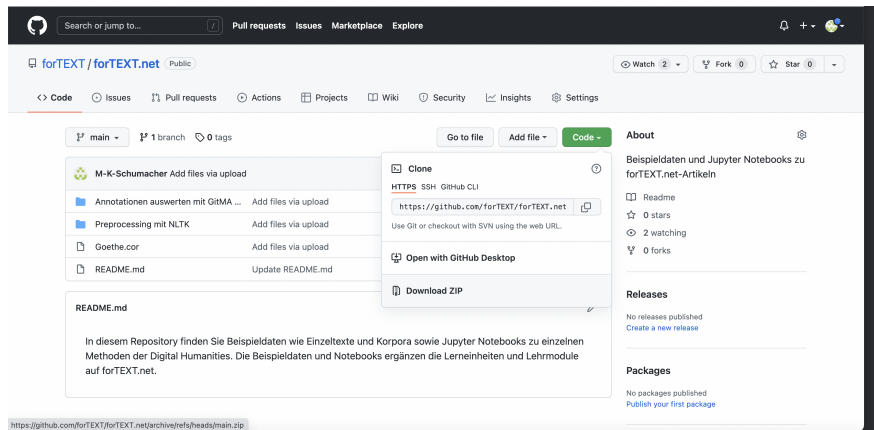 Search or jump to... /
Pull requests Issues Marketplace Explore
forTEXT / forTEXT.net Public
Watch 2 Fork 0 Star 0
<> Code Issues Pull requests Actions Projects Wiki Security Insights Settings
main 1 branch 0 tags Go to file Add file Code
M-K-Schumacher Add files via upload
Annotationen auswerten mit GitMA ... Add files via upload
Preprocessing mit NLTK Add files via upload
Goethe.cor Add files via upload
README.md Update README.md
Clone
HTTPS SSH GitHub CLI
https://github.com/forTEXT/forTEXT.net
Use Git or checkout with SVN using the web URL.
Open with GitHub Desktop
Download ZIP
README.md
In diesem Repository finden Sie Beispieldaten wie Einzeltexte und Korpora sowie Jupyter Notebooks zu einzelnen
Methoden der Digital Humanities. Die Beispieldaten und Notebooks ergänzen die Lerneinheiten und Lehrmodule
auf forTEXT.net.
About
Beispieldaten und Jupyter Notebooks zu
forTEXT.net-Artikeln
Readme
0 stars
2 watching
0 forks
Releases
No releases published
Create a new release
Packages
No packages published
Publish your first package
https://github.com/forTEXT/forTEXT.net/archive/refs/heads/main.zip